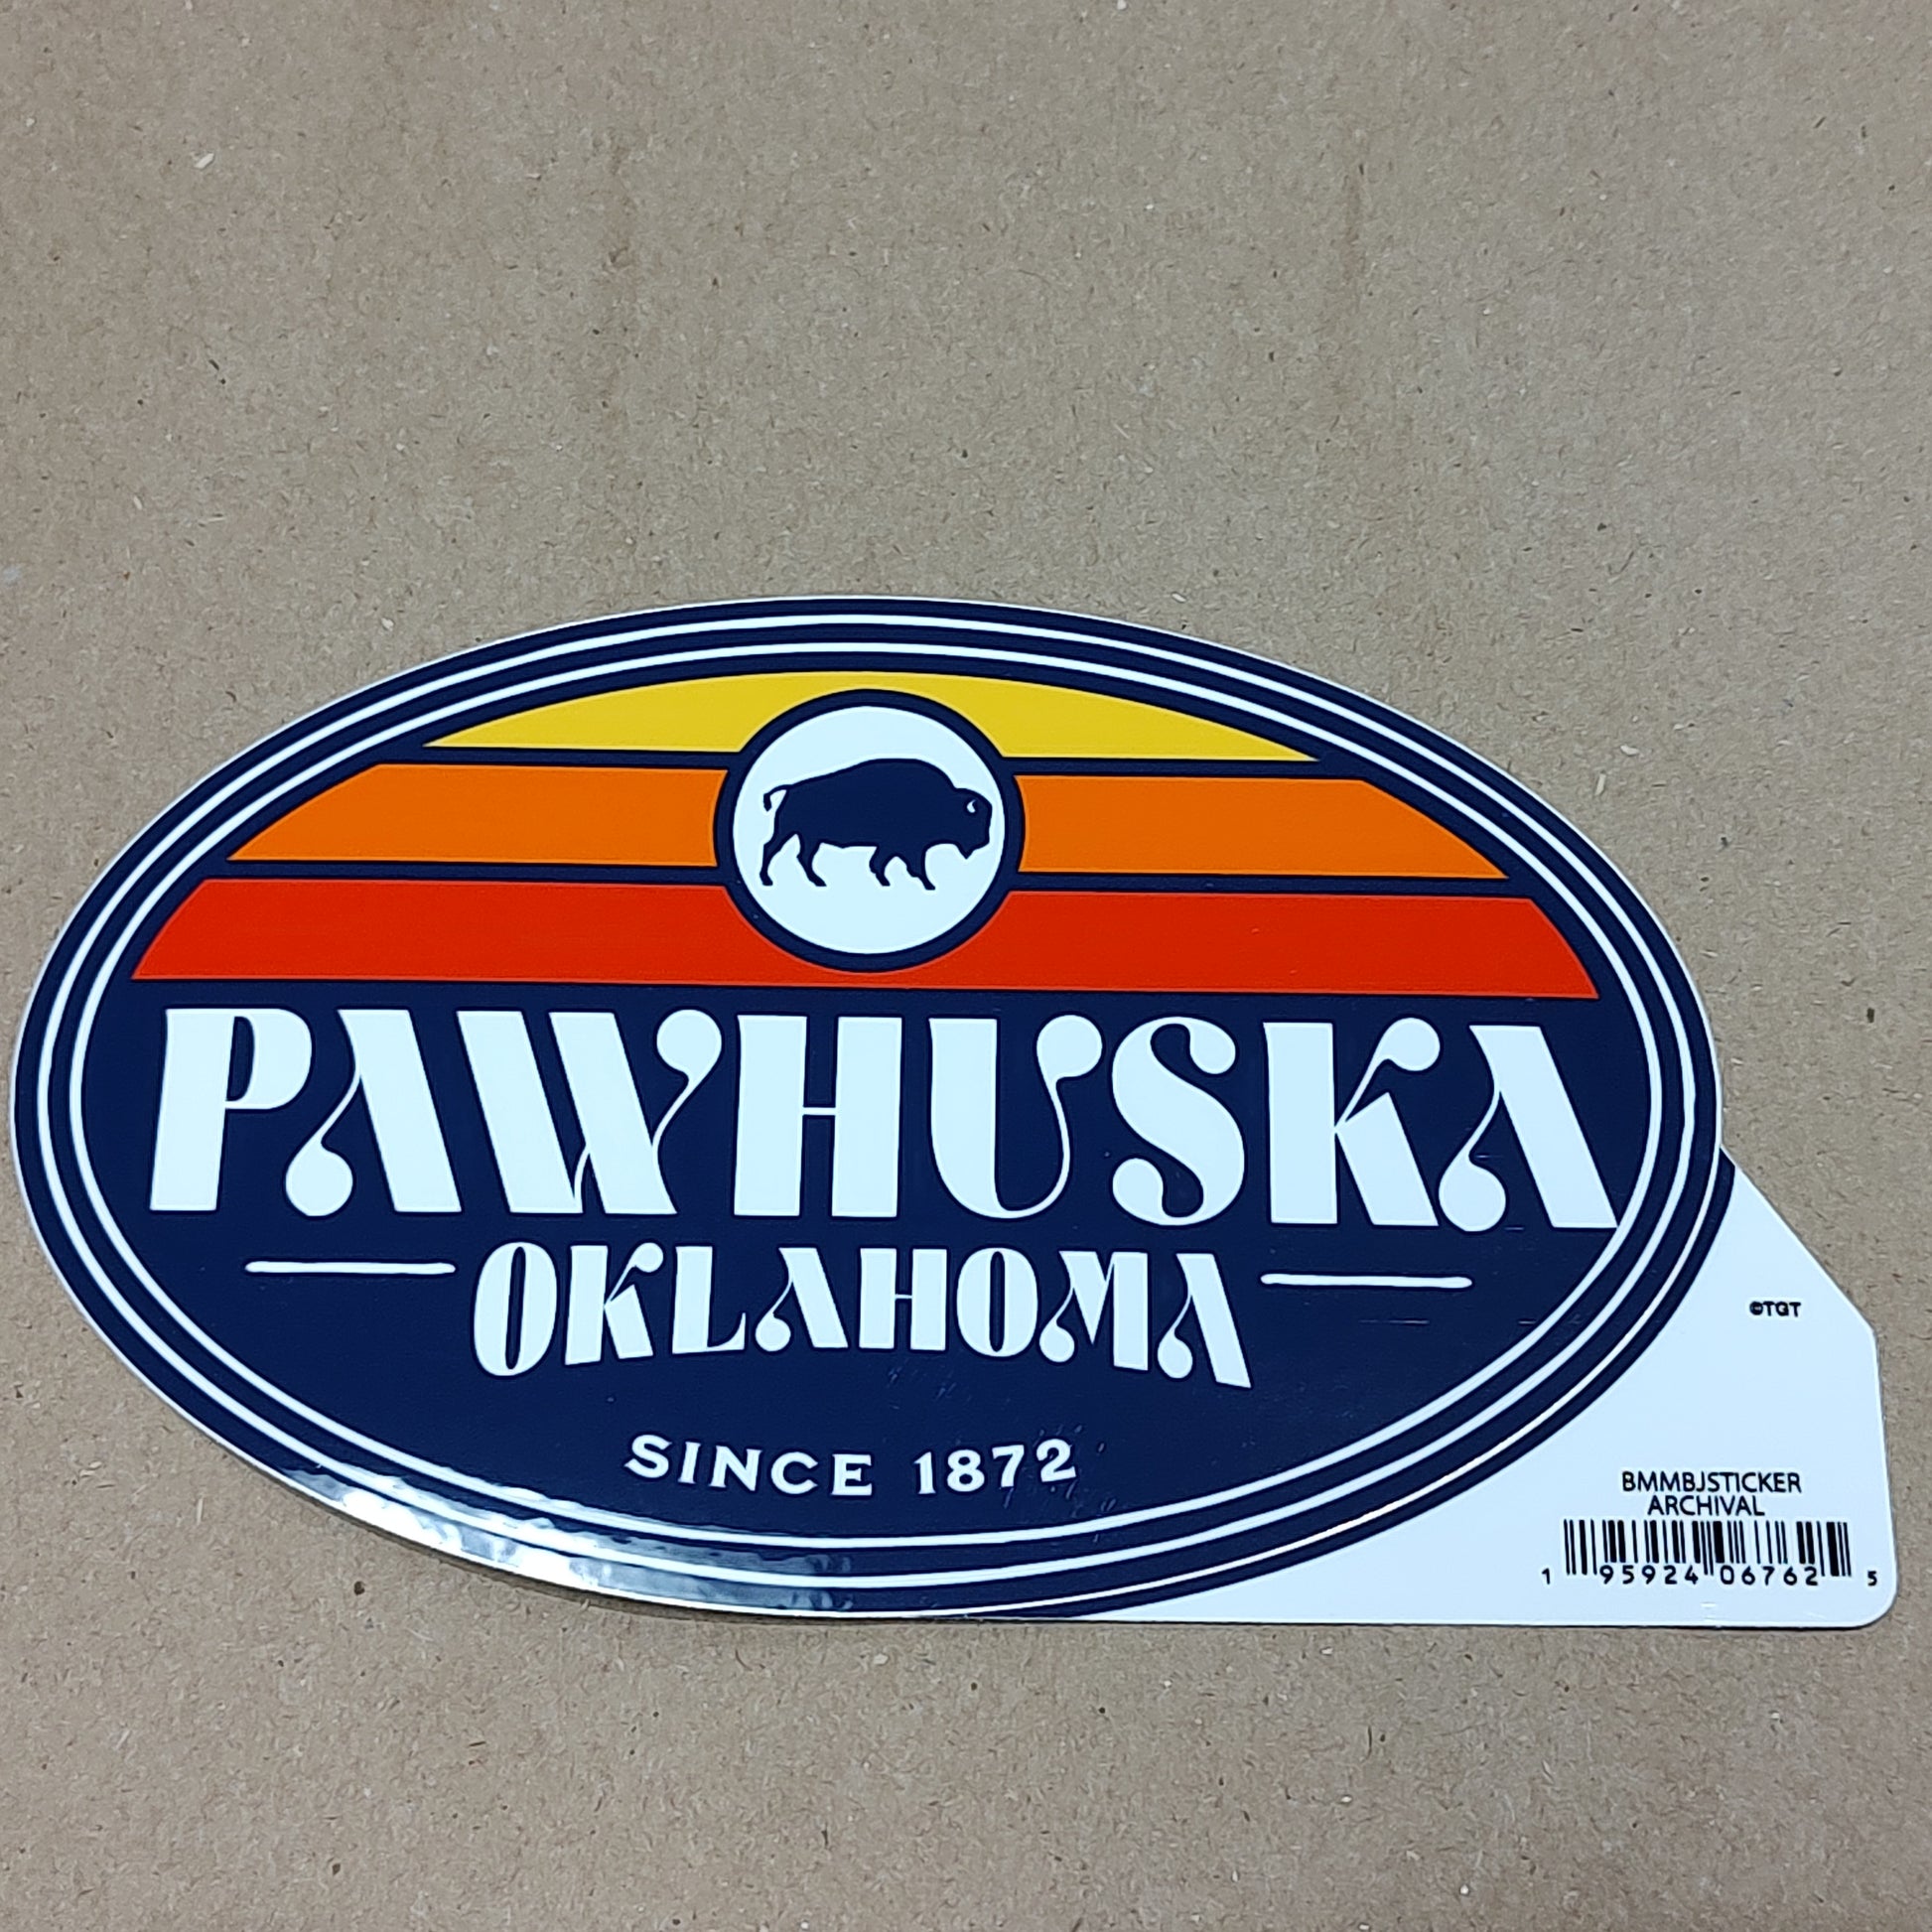 PAWHUSKA
OKLAHOMA
SINCE 1872
©TGT
BMMBJSTICKER
ARCHIVAL
1 95924 06762 5